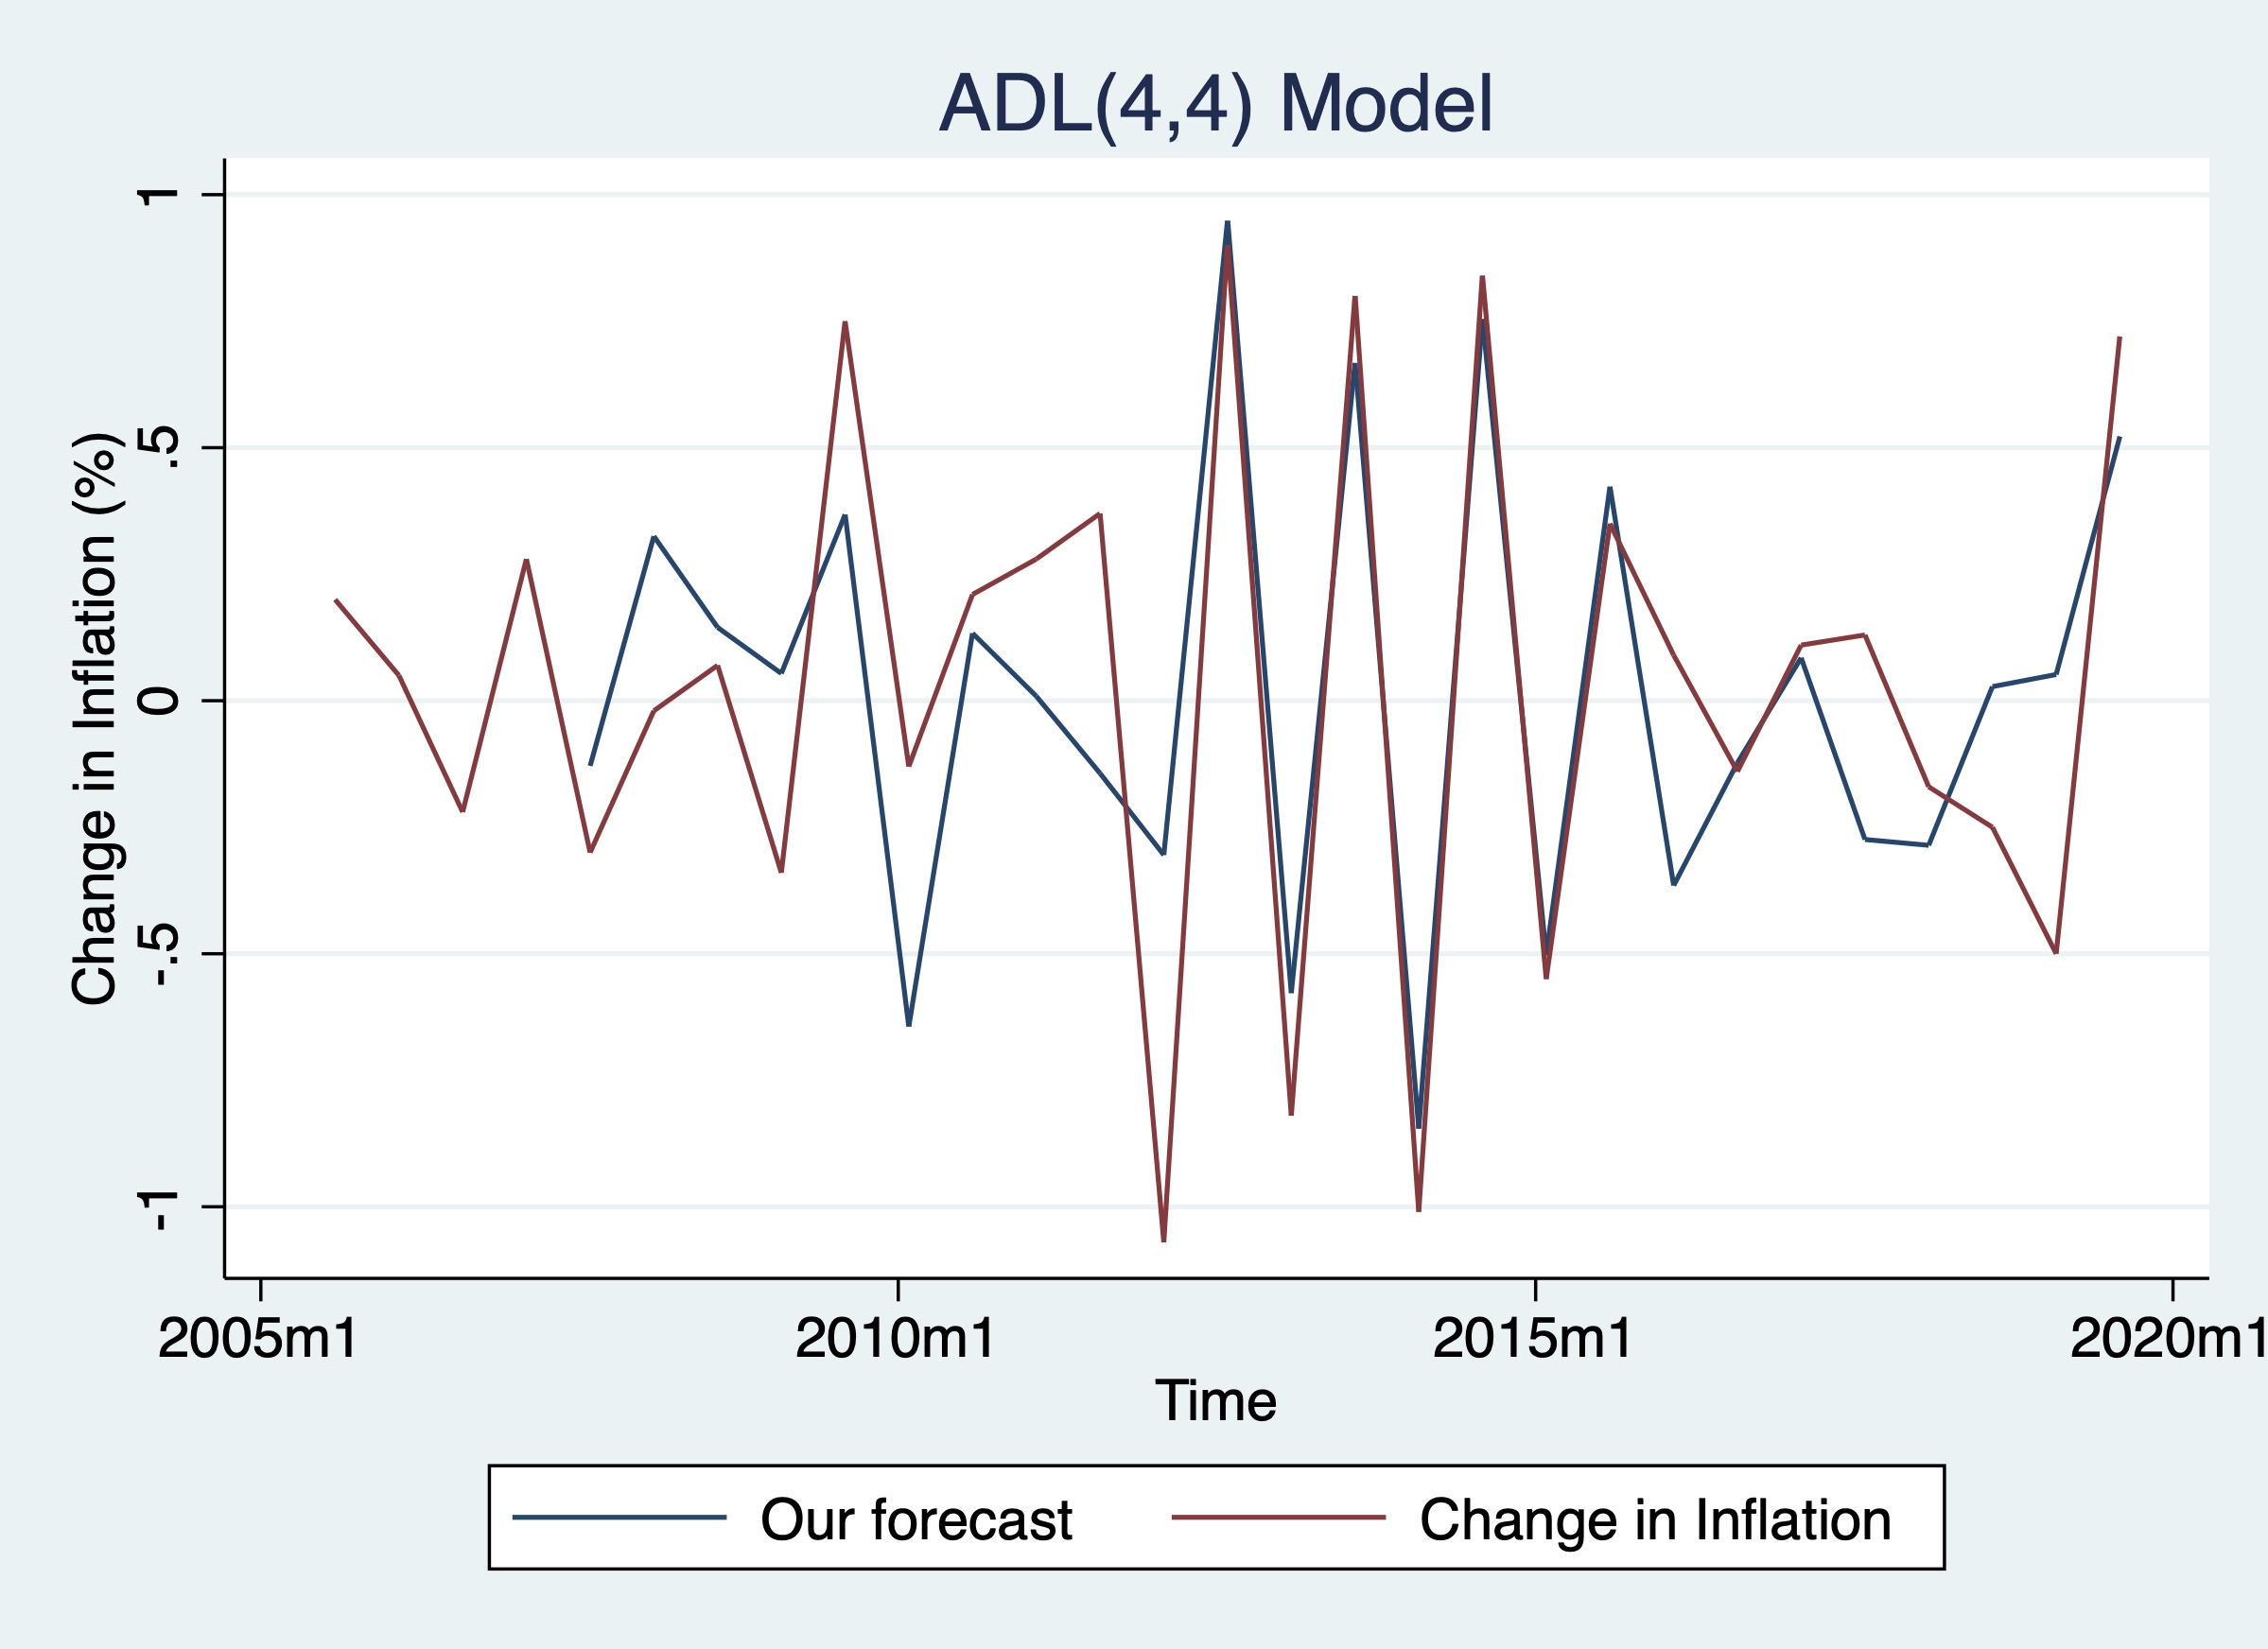 ADL(4,4) Model
Change in Inflation (%)
1
.5
0
-.5
-1
2005m1 2010m1 2015m1 2020m1
Time
Our forecast Change in Inflation